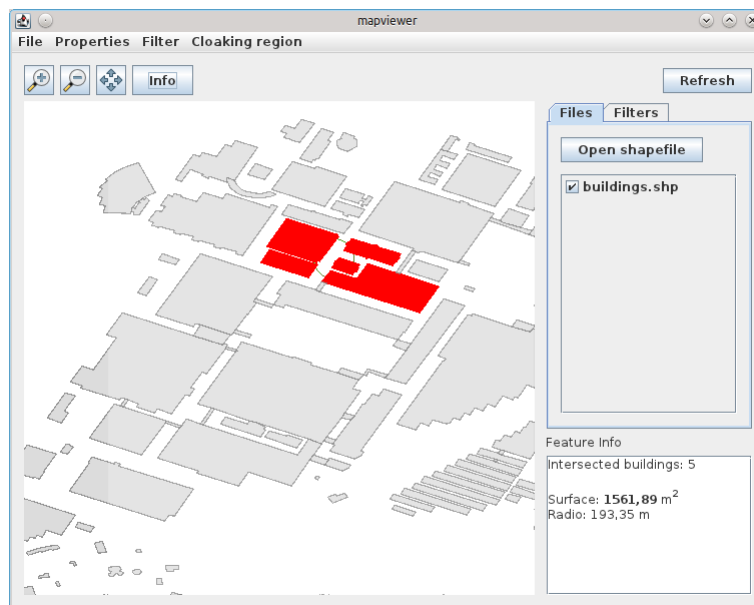 mapviewer
File Properties Filter Cloaking region
Info
Refresh
Files Filters
Open shapefile
buildings.shp
Feature Info
Intersected buildings: 5
Surface: 1561,89 m²
Radio: 193,35 m